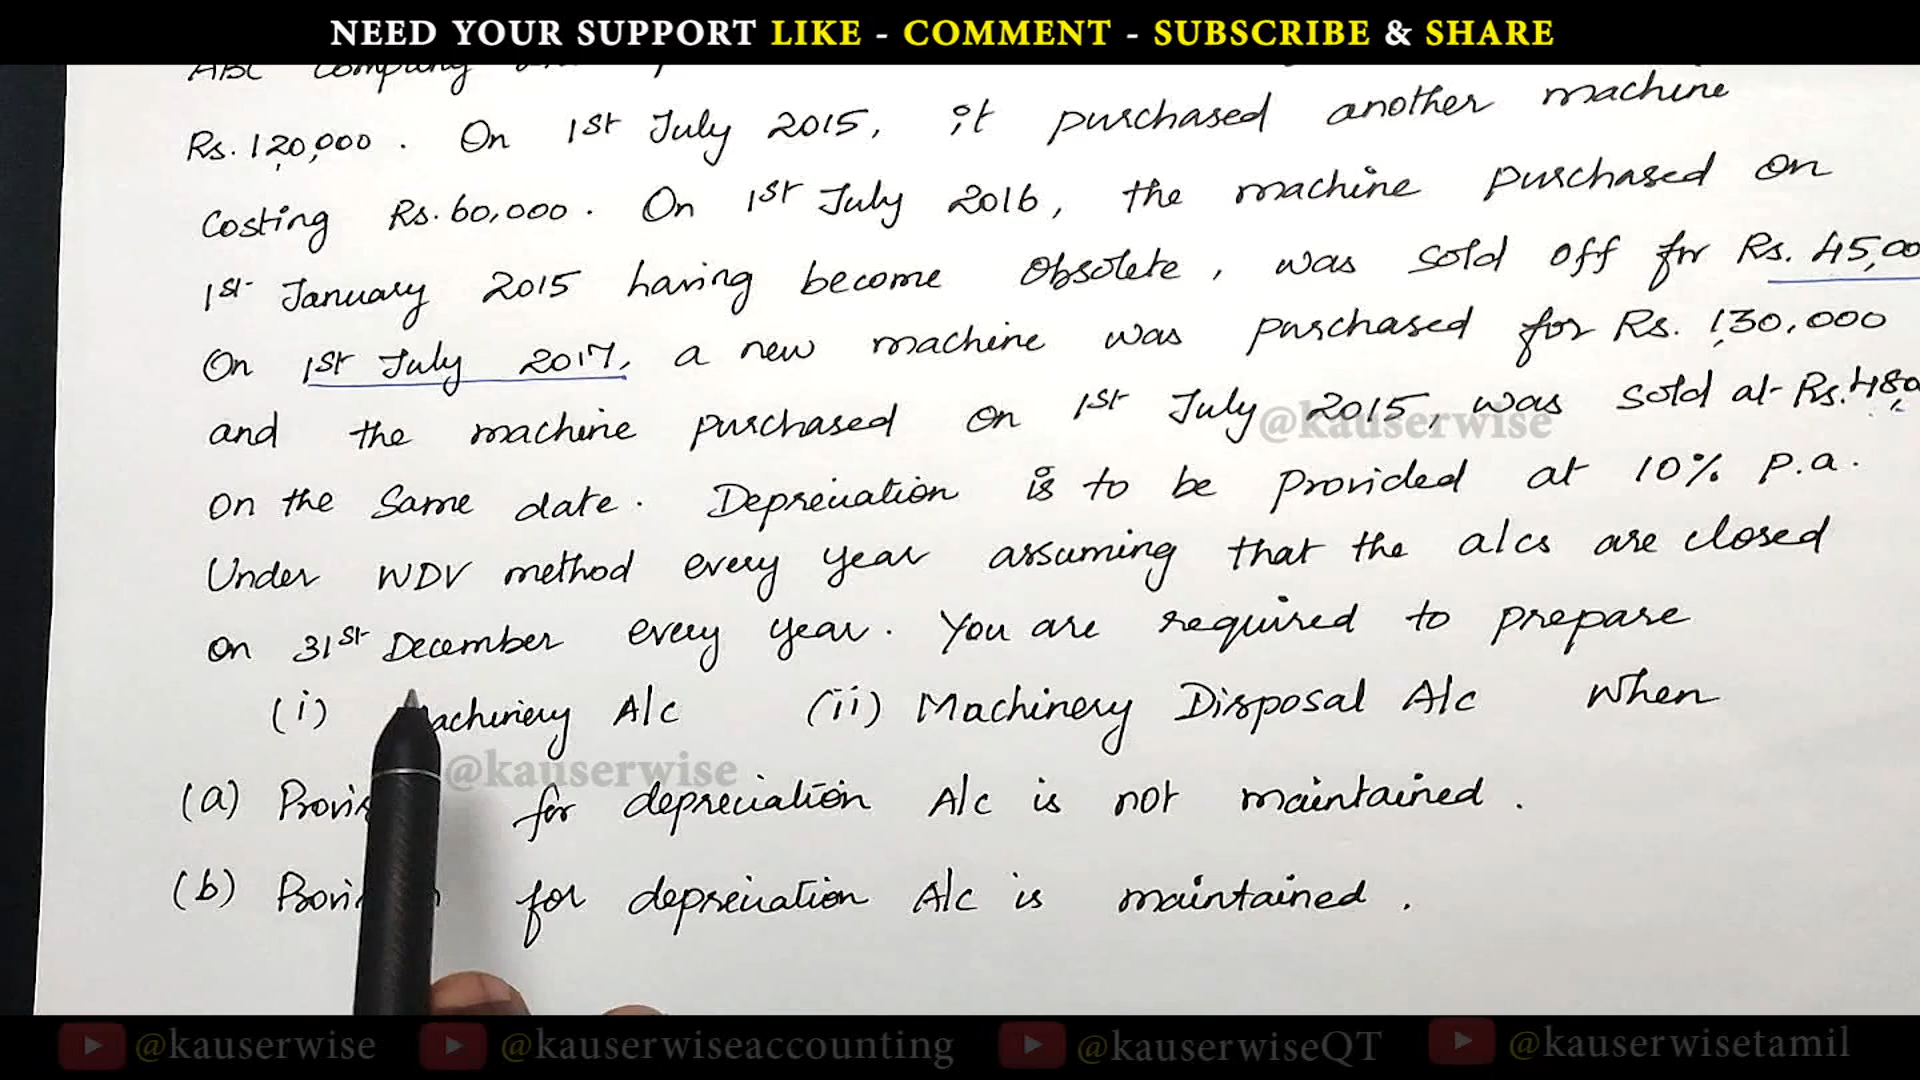 NEED YOUR SUPPORT LIKE - COMMENT - SUBSCRIBE & SHARE
ABC Company
Rs. 120,000. On 1st July 2015, it purchased another machine
Costing Rs. 60,000. On 1st July 2016, the machine purchased on
1st January 2015 having become Obsolete, was sold off for Rs. 45,00
On 1st July 2017, a new machine was purchased for Rs. 130,000
and the machine purchased on 1st July 2015, was sold at Rs. 48,0
@kauserwise
on the same date. Depreciation is to be provided at 10% p.a.
Under WDV method every year assuming that the a/cs are closed
on 31st December every year. You are required to prepare
(i) achinery A/c (ii) Machinery Disposal A/c When
@kauserwise
(a) Provis for depreciation A/c is not maintained.
(b) Provi n for depreciation A/c is maintained.
@kauserwise @kauserwiseaccounting @kauserwiseQT @kauserwisetamil